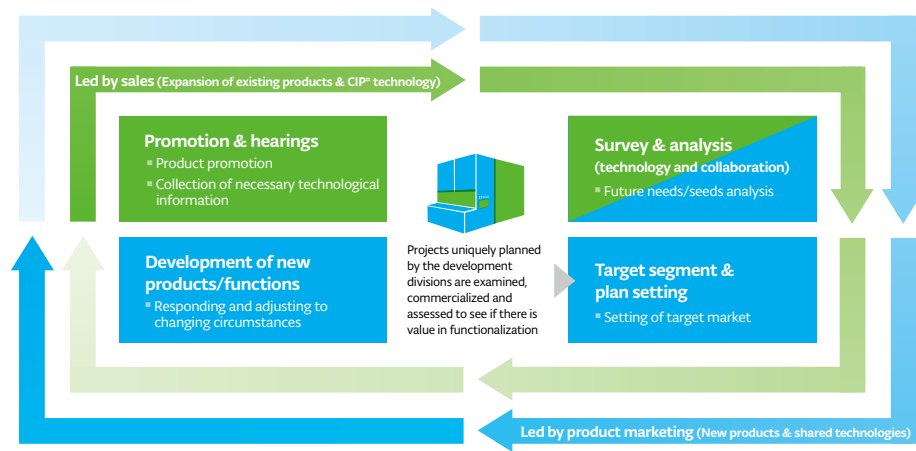 Led by sales (Expansion of existing products & CIP* technology)
Promotion & hearings
▪ Product promotion
▪ Collection of necessary technological
information
Survey & analysis
(technology and collaboration)
▪ Future needs/seeds analysis
Development of new
products/functions
▪ Responding and adjusting to
changing circumstances
Projects uniquely planned
by the development
divisions are examined,
commercialized and
assessed to see if there is
value in functionalization
Target segment &
plan setting
▪ Setting of target market
Led by product marketing (New products & shared technologies)